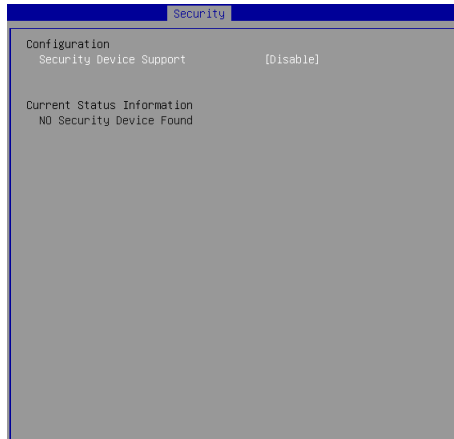 Security
Configuration
Security Device Support [Disable]
Current Status Information
NO Security Device Found